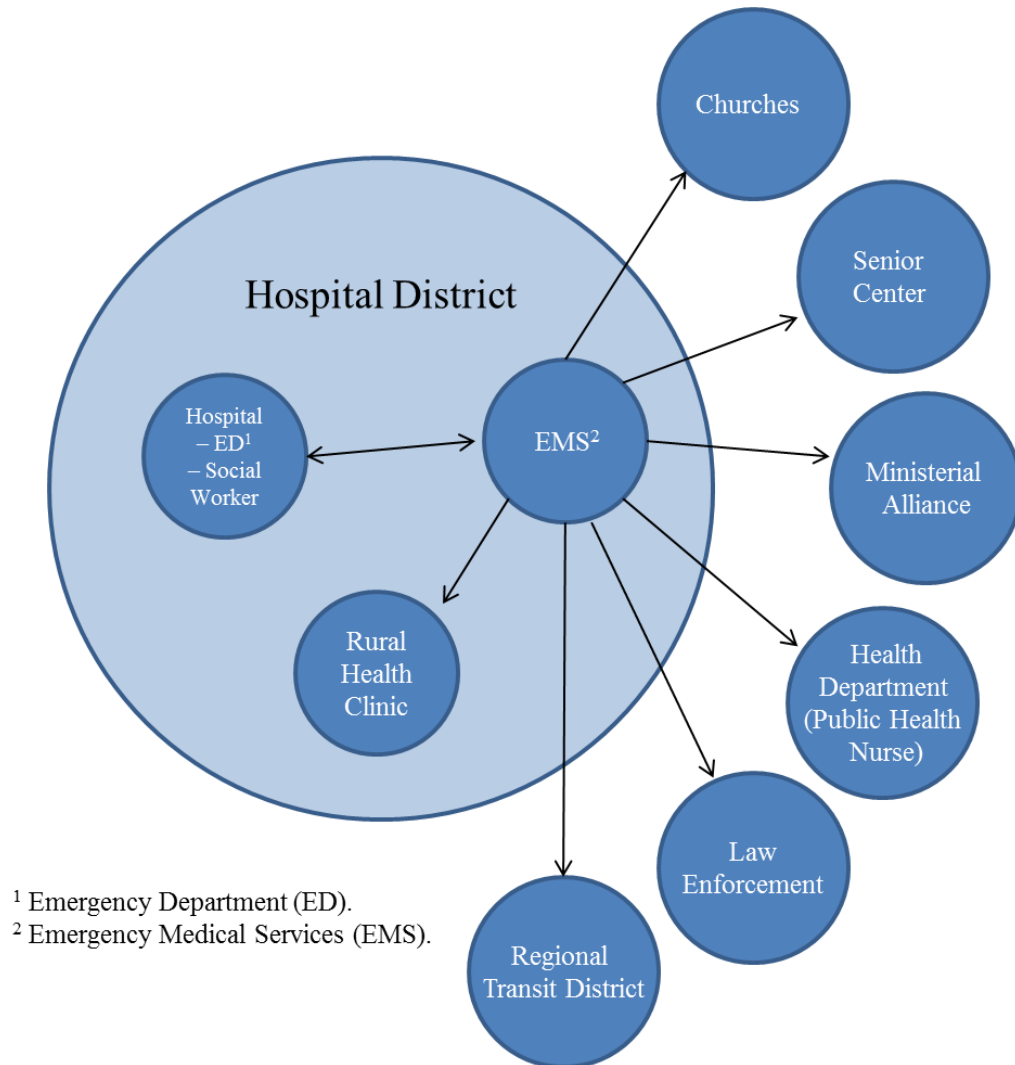 Churches
Senior
Center
Hospital District
Hospital
– ED¹
– Social
Worker
EMS²
Ministerial
Alliance
Rural
Health
Clinic
Health
Department
(Public Health
Nurse)
Law
Enforcement
Regional
Transit District
¹ Emergency Department (ED).
² Emergency Medical Services (EMS).